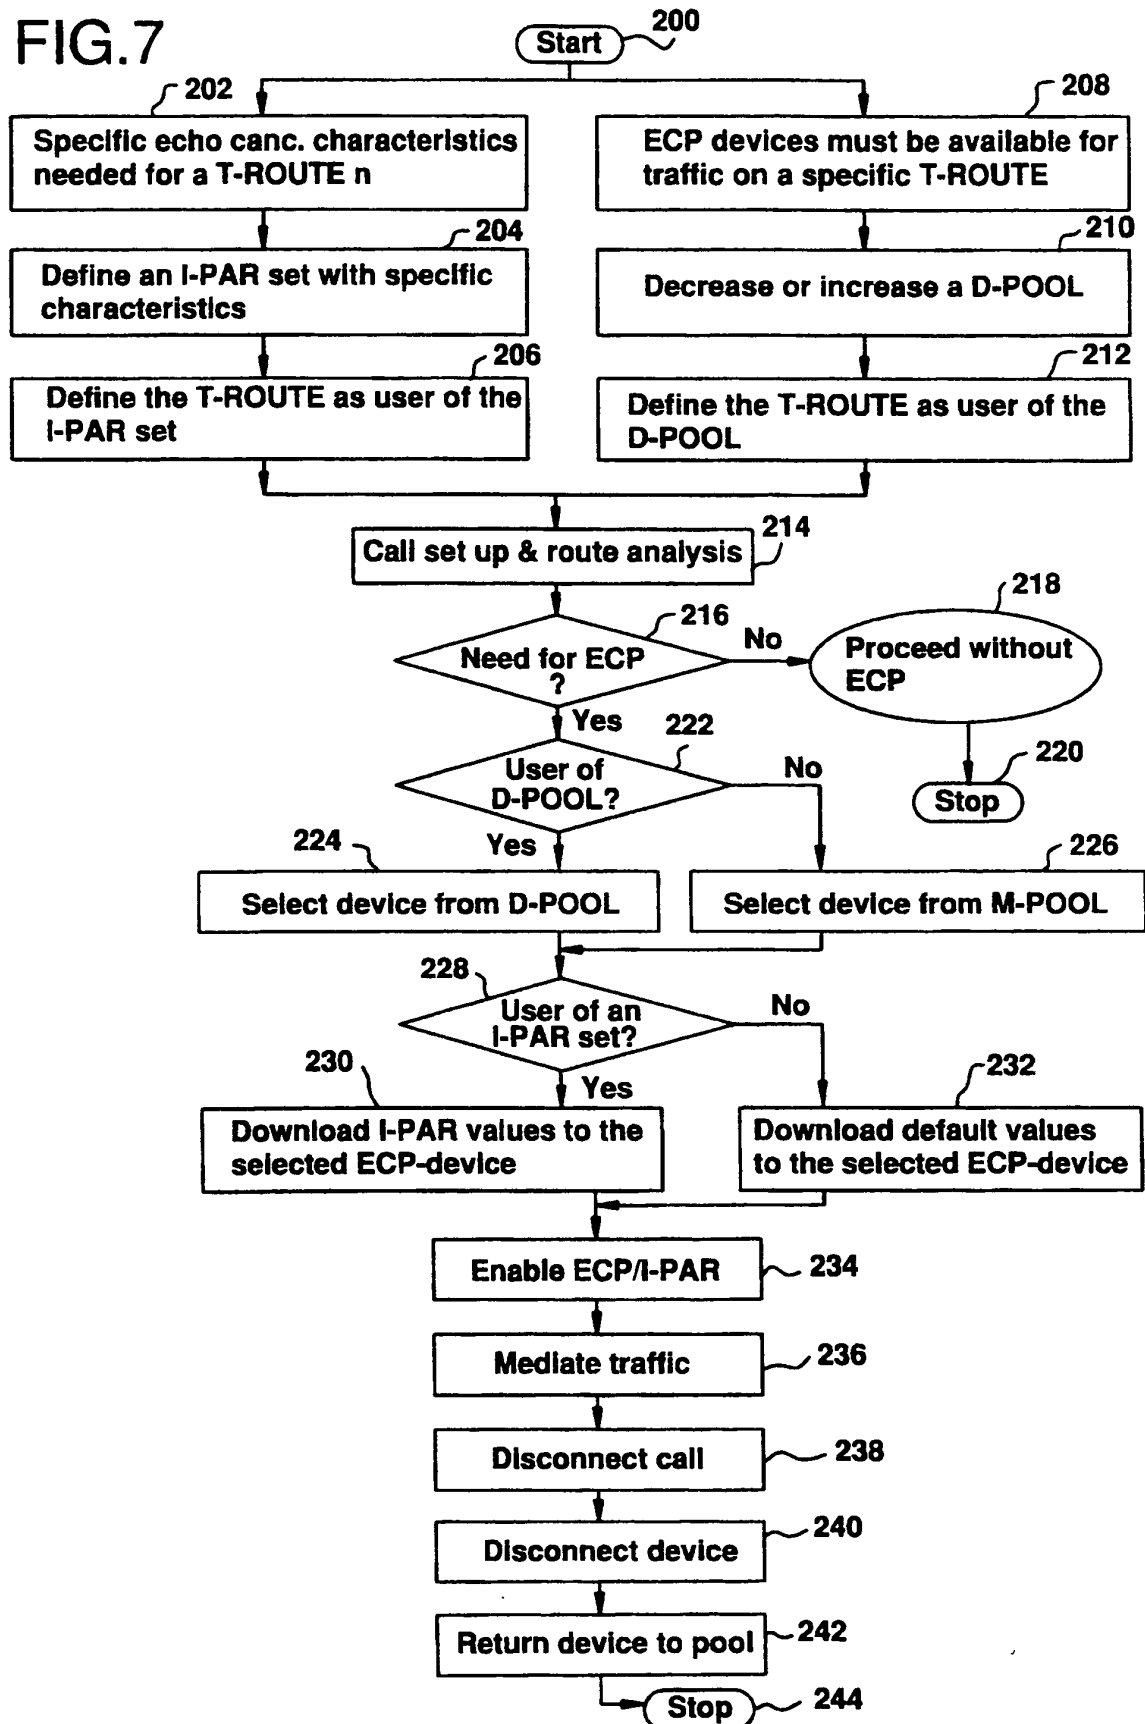 FIG.7
Start
200
202
Specific echo canc. characteristics
needed for a T-ROUTE n
208
ECP devices must be available for
traffic on a specific T-ROUTE
204
Define an I-PAR set with specific
characteristics
210
Decrease or increase a D-POOL
206
Define the T-ROUTE as user of the
I-PAR set
212
Define the T-ROUTE as user of the
D-POOL
214
Call set up & route analysis
216
Need for ECP
?
No
218
Proceed without
ECP
220
Stop
Yes
222
User of
D-POOL?
No
Yes
224
Select device from D-POOL
226
Select device from M-POOL
228
User of an
I-PAR set?
No
Yes
230
Download I-PAR values to the
selected ECP-device
232
Download default values
to the selected ECP-device
Enable ECP/I-PAR
234
Mediate traffic
236
Disconnect call
238
Disconnect device
240
Return device to pool
242
Stop
244